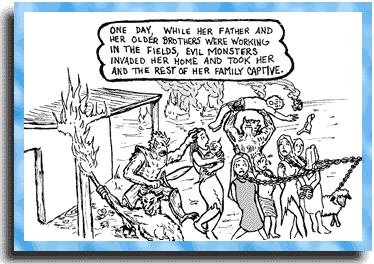 ONE DAY, WHILE HER FATHER AND
HER OLDER BROTHERS WERE WORKING
IN THE FIELDS, EVIL MONSTERS
INVADED HER HOME AND TOOK HER
AND THE REST OF HER FAMILY CAPTIVE.